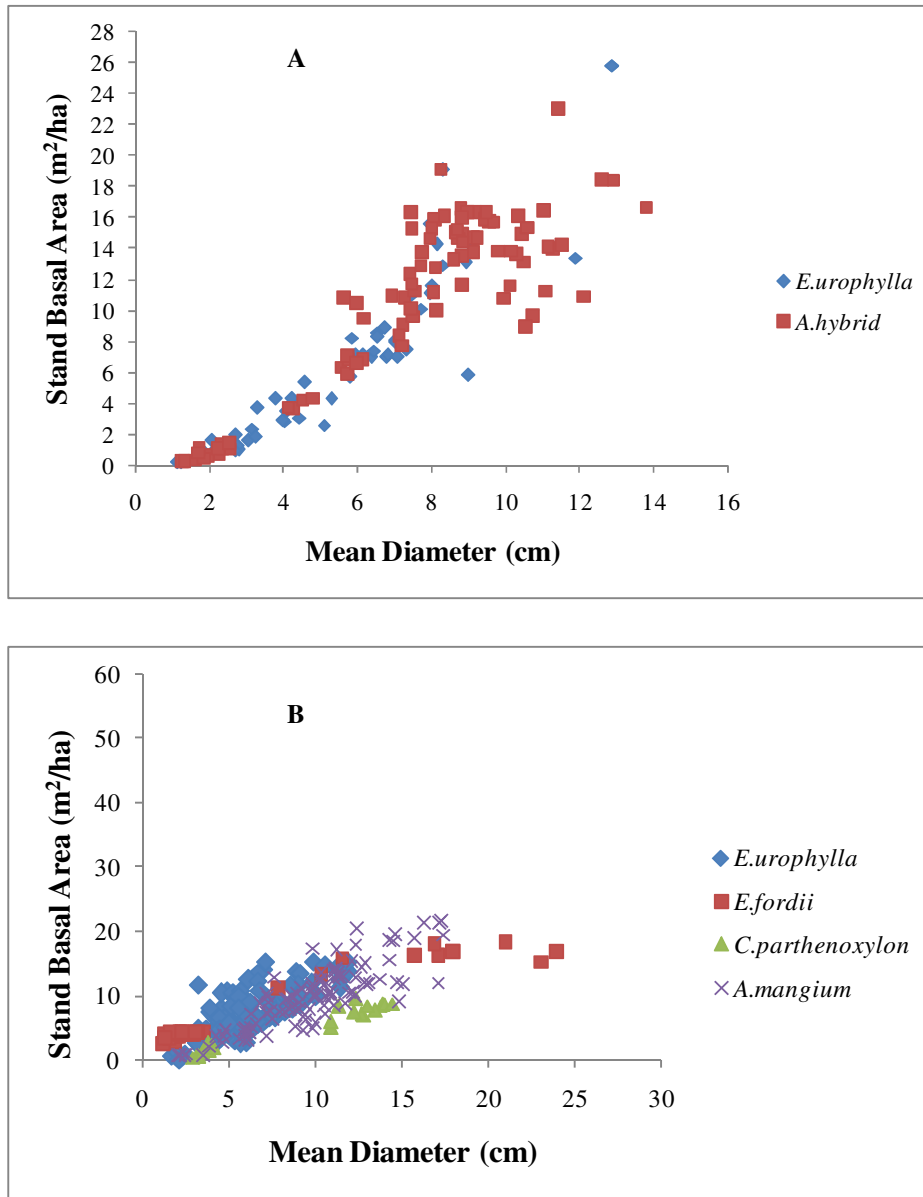 A
Stand Basal Area (m²/ha)
28
26
24
22
20
18
16
14
12
10
8
6
4
2
0
0 2 4 6 8 10 12 14 16
Mean Diameter (cm)
E.urophylla
A.hybrid
B
Stand Basal Area (m²/ha)
60
50
40
30
20
10
0
0 5 10 15 20 25 30
Mean Diameter (cm)
E.urophylla
E.fordii
C.parthenoxylon
A.mangium